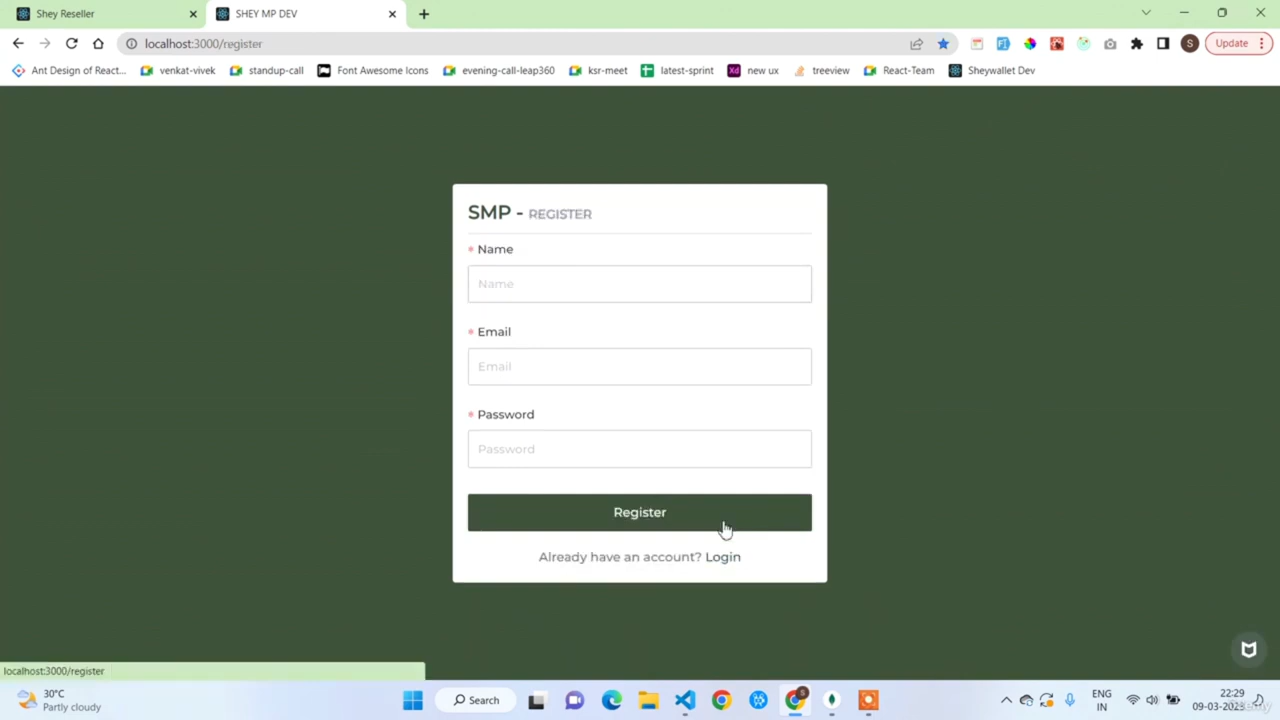 Shey Reseller
SHEY MP DEV
localhost:3000/register
S
Update
Ant Design of React...
venkat-vivek
standup-call
Font Awesome Icons
evening-call-leap360
ksr-meet
latest-sprint
Xd
new ux
treeview
React-Team
Sheywallet Dev
SMP - REGISTER
* Name
Name
* Email
Email
* Password
Password
Register
Already have an account? Login
localhost:3000/register
30°C
Partly cloudy
Search
S
ENG
IN
22:29
09-03-2023